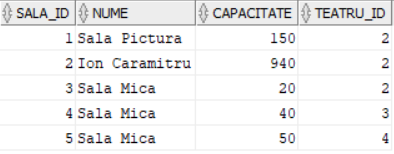 SALA_ID NUME CAPACITATE TEATRU_ID
1 Sala Pictura 150 2
2 Ion Caramitru 940 2
3 Sala Mica 20 2
4 Sala Mica 40 3
5 Sala Mica 50 4